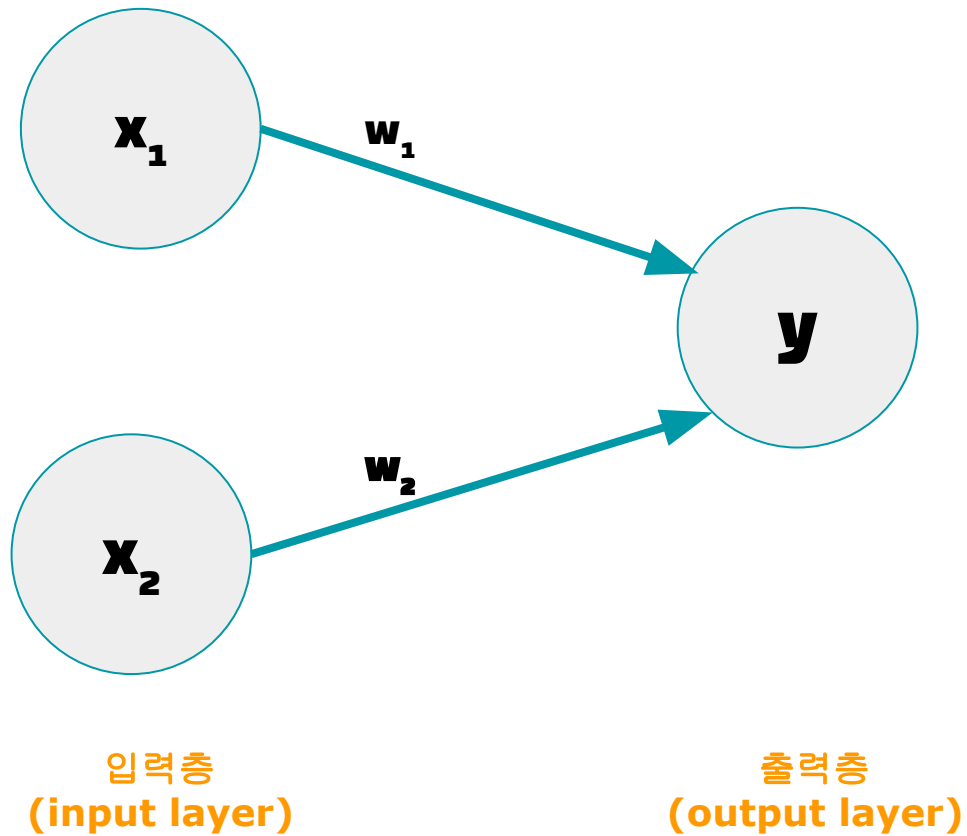 x₁
w₁
y
w₂
x₂
입력층
(input layer)
출력층
(output layer)